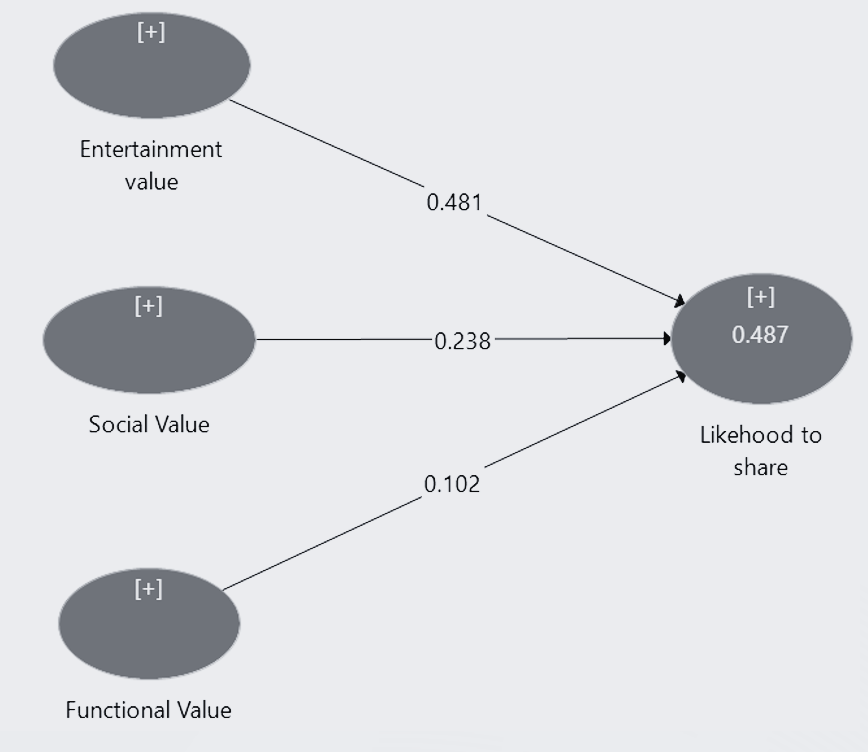 [+]
Entertainment
value
0.481
[+]
0.238
Social Value
[+]
0.487
Likehood to
share
0.102
[+]
Functional Value